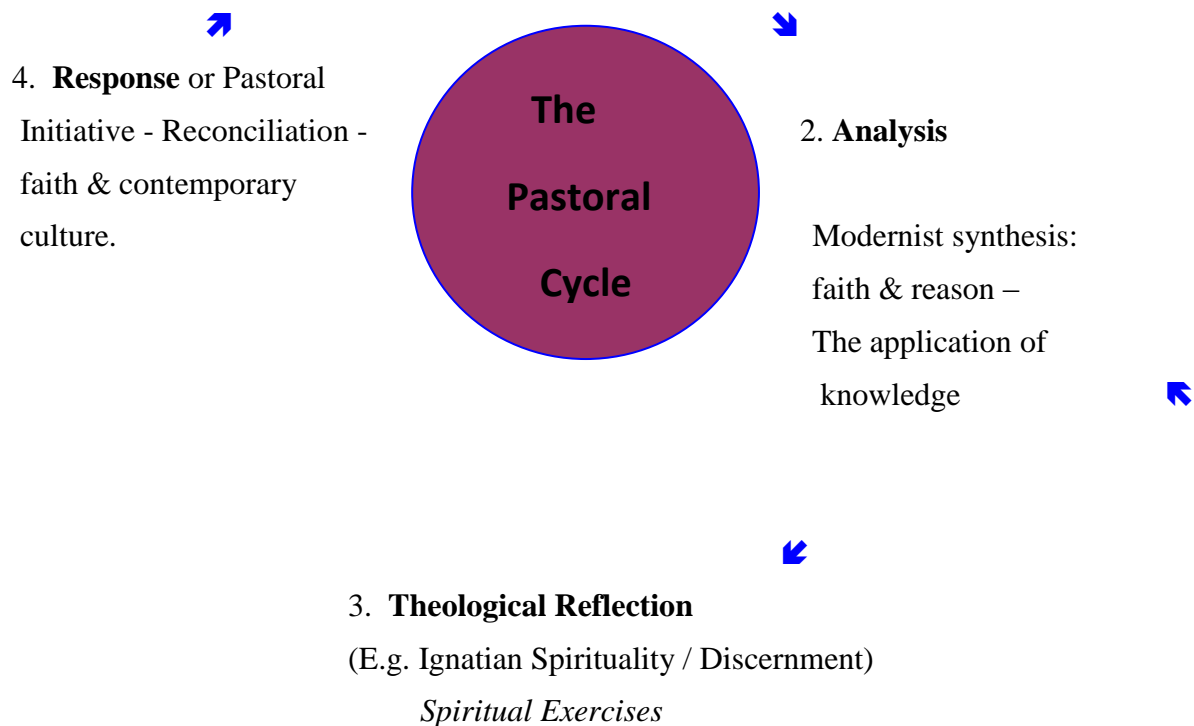 4. Response or Pastoral
Initiative - Reconciliation -
faith & contemporary
culture.
The
Pastoral
Cycle
2. Analysis
Modernist synthesis:
faith & reason –
The application of
knowledge
3. Theological Reflection
(E.g. Ignatian Spirituality / Discernment)
Spiritual Exercises